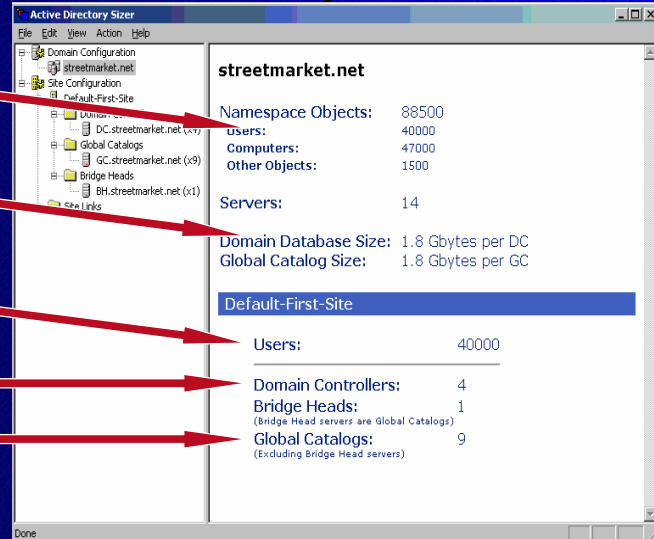 Active Directory Sizer
File Edit View Action Help
Domain Configuration
streetmarket.net
Site Configuration
Default-First-Site
DC.streetmarket.net (x4)
Global Catalogs
GC.streetmarket.net (x9)
Bridge Heads
BH.streetmarket.net (x1)
Site Links
streetmarket.net
Namespace Objects: 88500
Users: 40000
Computers: 47000
Other Objects: 1500
Servers: 14
Domain Database Size: 1.8 Gbytes per DC
Global Catalog Size: 1.8 Gbytes per GC
Default-First-Site
Users: 40000
Domain Controllers: 4
Bridge Heads: 1
(Bridge Head servers are Global Catalogs)
Global Catalogs: 9
(Excluding Bridge Head servers)
Done